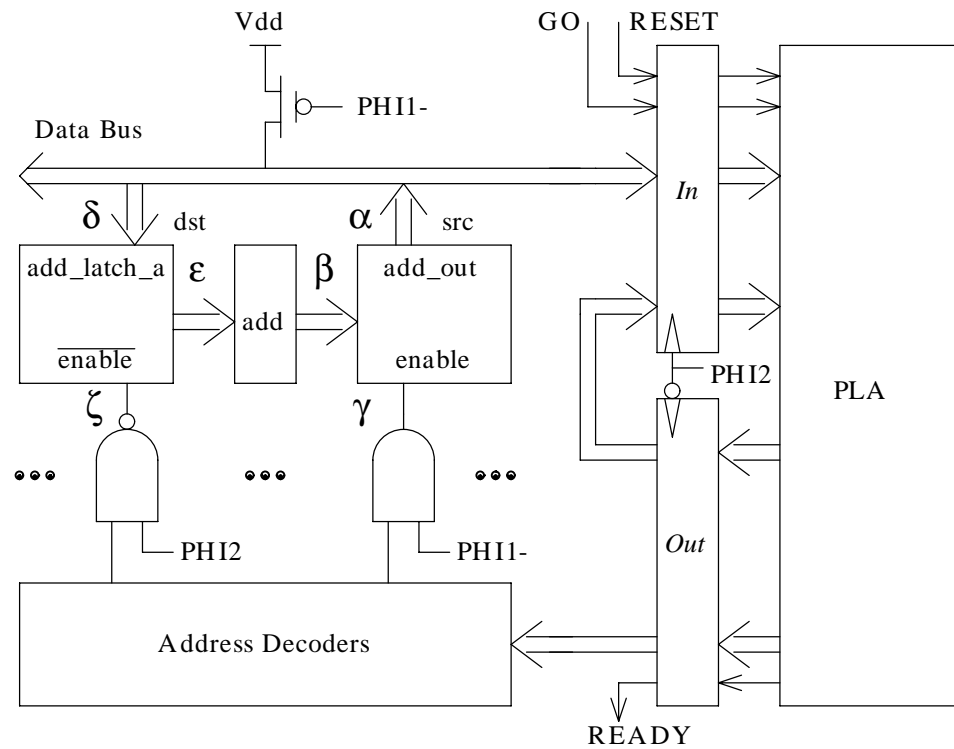 GO
RESET
Vdd
PHI1-
Data Bus
In
δ
dst
α
src
add_latch_a
ε
add
β
add_out
enable
enable
PHI2
PLA
ζ
γ
PHI2
PHI1-
Out
Address Decoders
READY